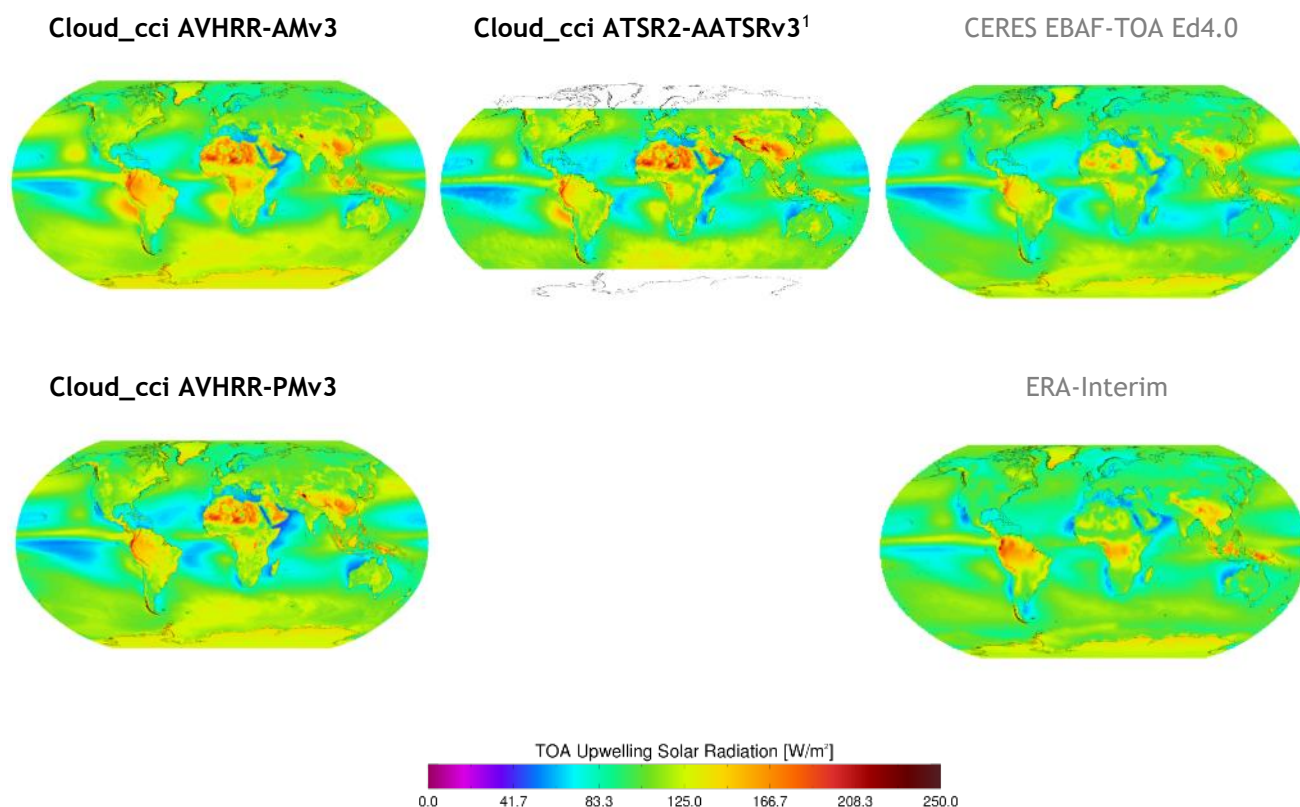 Cloud_cci AVHRR-AMv3
Cloud_cci ATSR2-AATSRv3¹
CERES EBAF-TOA Ed4.0
Cloud_cci AVHRR-PMv3
ERA-Interim
TOA Upwelling Solar Radiation [W/m²]
0.0 41.7 83.3 125.0 166.7 208.3 250.0